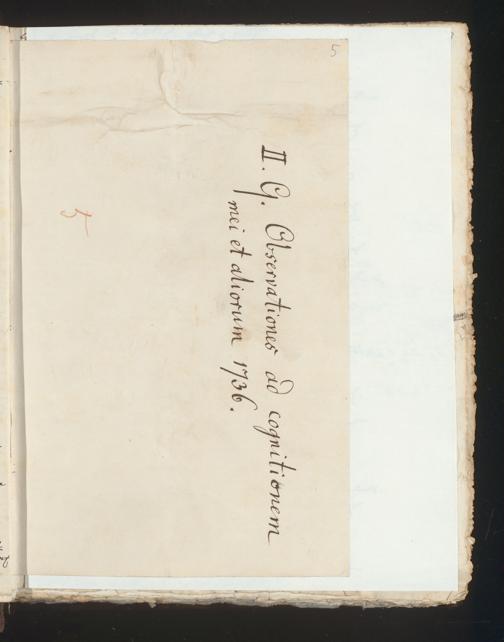 5
II. G. Observationes ad cognitionem
mei et aliorum 1736.
5